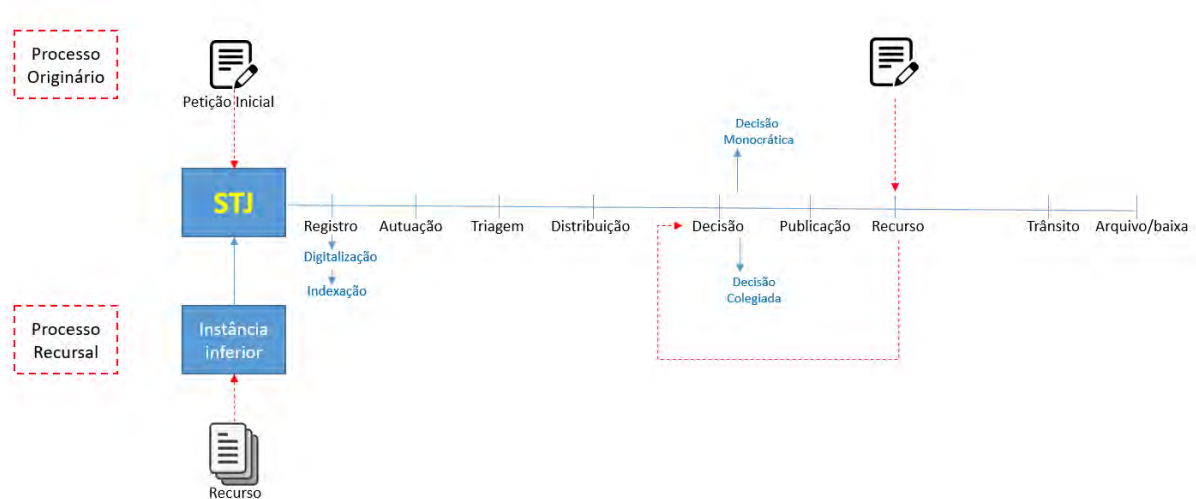 Processo
Originário
Petição Inicial
Decisão
Monocrática
STJ
Registro
Autuação
Triagem
Distribuição
Decisão
Publicação
Recurso
Trânsito
Arquivo/baixa
Digitalização
Indexação
Decisão
Colegiada
Processo
Recursal
Instância
inferior
Recurso